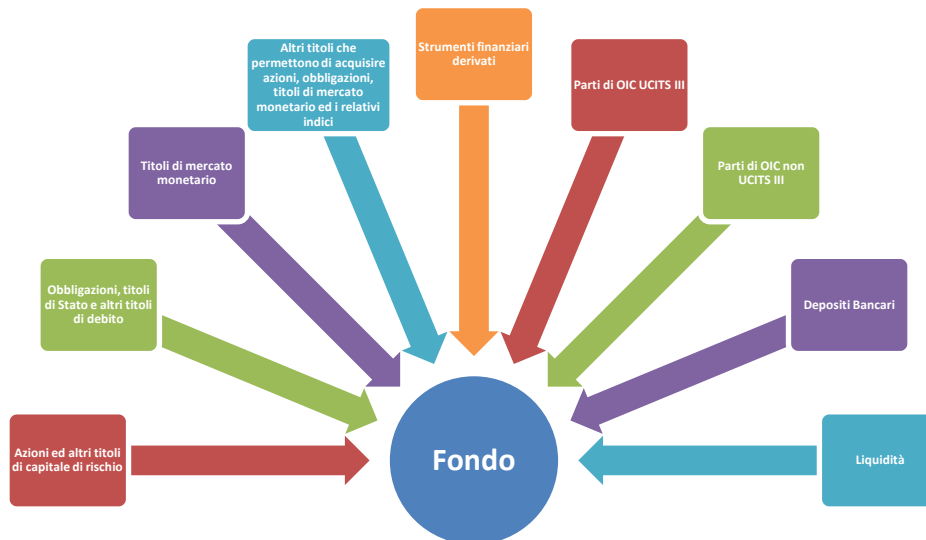 Altri titoli che
permettono di acquisire
azioni, obbligazioni,
titoli di mercato
monetario ed i relativi
indici
Strumenti finanziari
derivati
Parti di OIC UCITS III
Titoli di mercato
monetario
Parti di OIC non
UCITS III
Obbligazioni, titoli
di Stato e altri titoli
di debito
Depositi Bancari
Azioni ed altri titoli
di capitale di rischio
Fondo
Liquidità